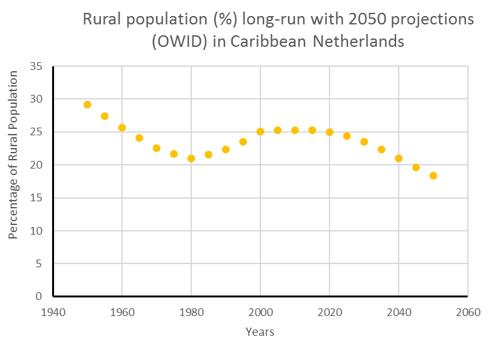 Rural population (%) long-run with 2050 projections
(OWID) in Caribbean Netherlands
Percentage of Rural Population
35
30
25
20
15
10
5
0
1940 1960 1980 2000 2020 2040 2060
Years